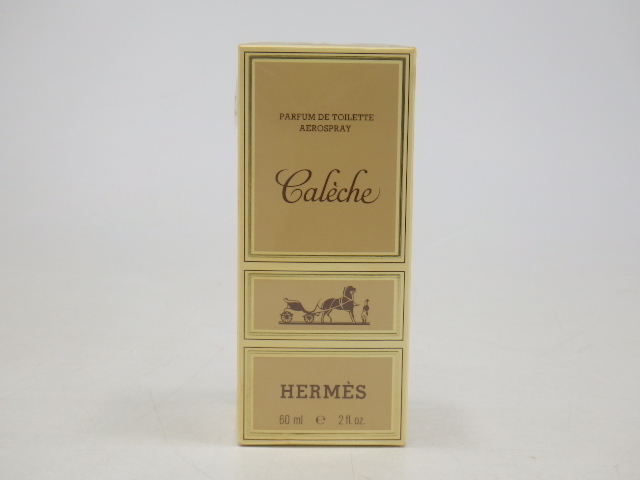 PARFUM DE TOILETTE
AEROSPRAY
Calèche
HERMÈS
60 ml ℮ 2 fl. oz.